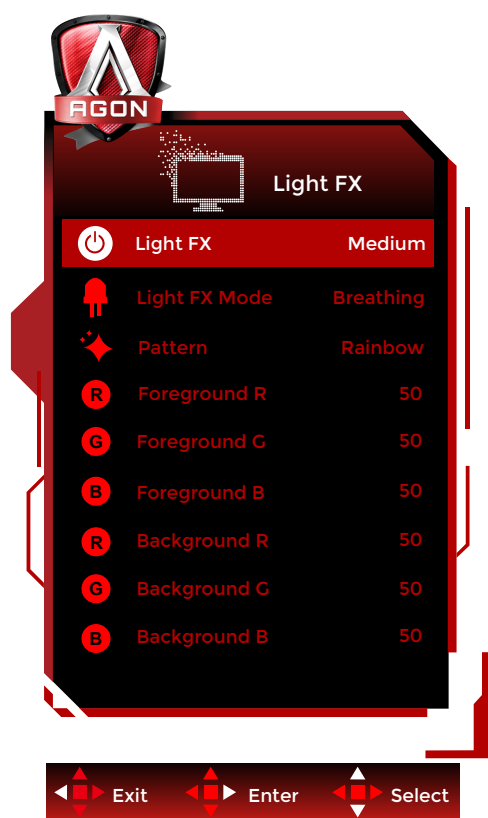 AGON
Light FX
Light FX Medium
Light FX Mode Breathing
Pattern Rainbow
R Foreground R 50
G Foreground G 50
B Foreground B 50
R Background R 50
G Background G 50
B Background B 50
Exit Enter Select